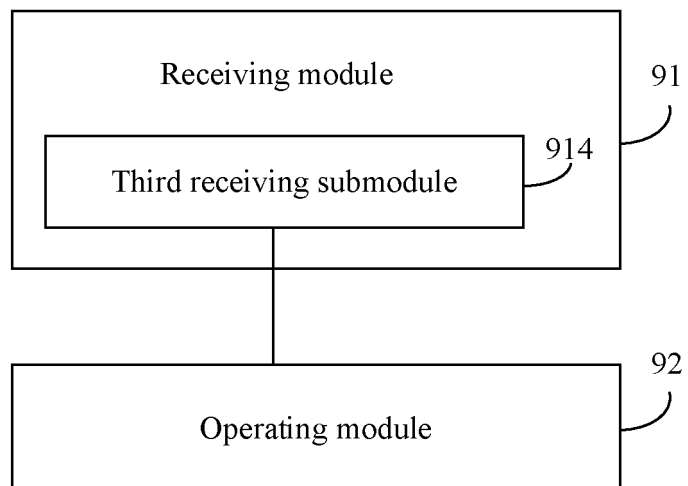 Receiving module
91
914
Third receiving submodule
92
Operating module